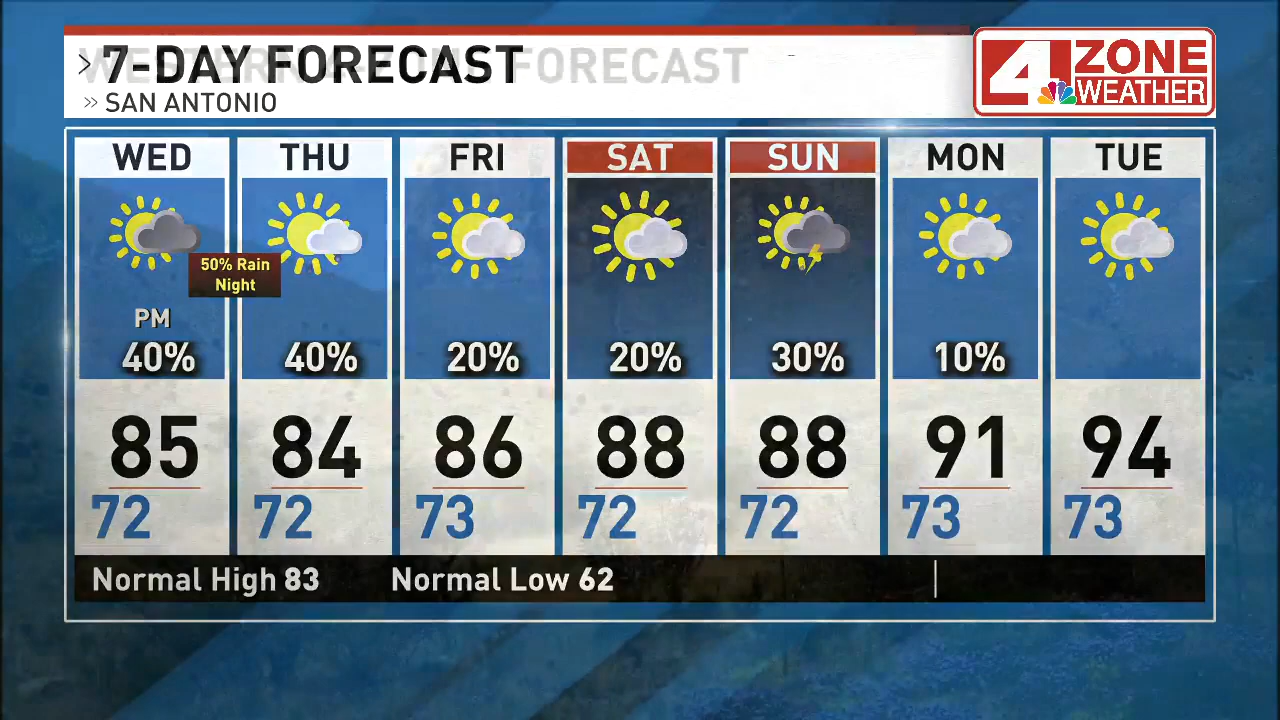 7-DAY FORECAST
FORECAST
SAN ANTONIO
4 ZONE
WEATHER
WED THU FRI SAT SUN MON TUE
50% Rain
Night
PM
40% 40% 20% 20% 30% 10%
85 84 86 88 88 91 94
72 72 73 72 72 73 73
Normal High 83 Normal Low 62